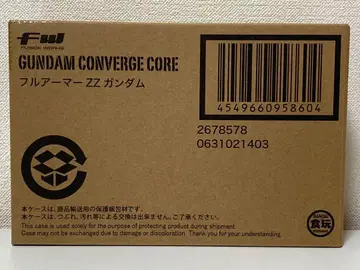 FW
FUSION WORKS
GUNDAM CONVERGE CORE
フルアーマー ZZ ガンダム
4549660958604
2678578
0631021403
本ケースは、商品輸送用の保護梱包材です。
本ケースは、つぶれ、汚れ等による交換は出来ません。ご了承ください。
This case is used solely for the purpose of protecting product during shipment.
Case may not be exchanged due to damage or discoloration. Thank you for your understanding.
BANDAI
食玩